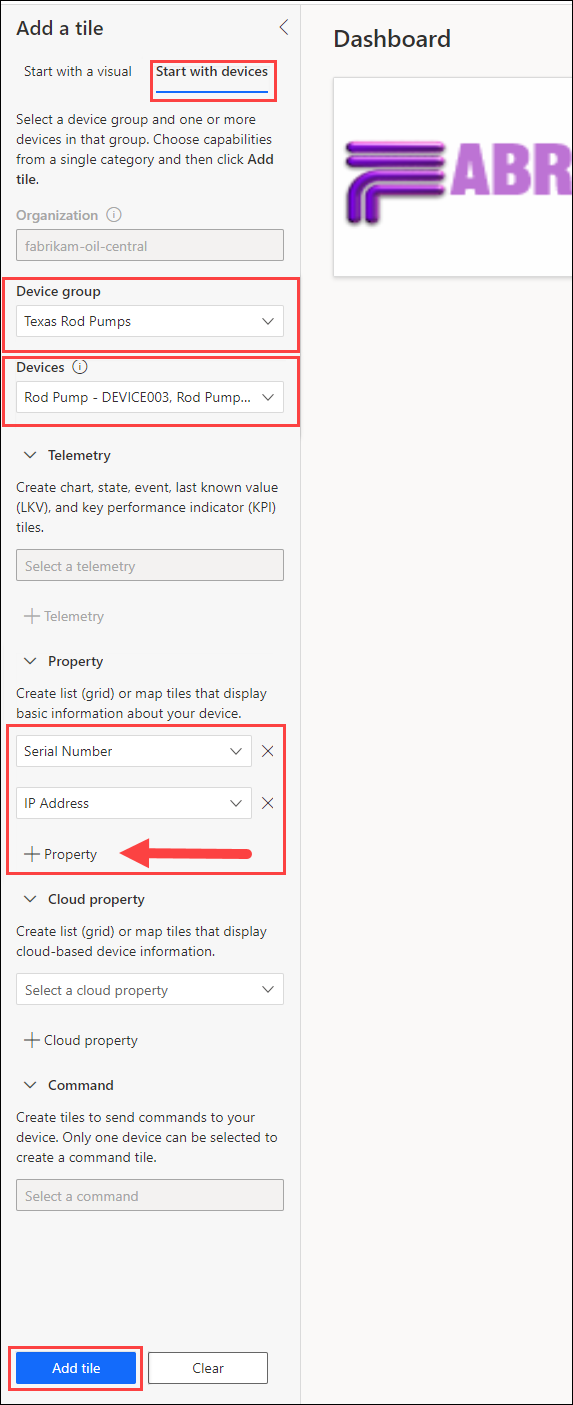 Add a tile
Dashboard
Start with a visual
Start with devices
Select a device group and one or more
devices in that group. Choose capabilities
from a single category and then click Add
tile.
ABR
Organization
fabrikam-oil-central
Device group
Texas Rod Pumps
Devices
Rod Pump - DEVICE003, Rod Pump...
Telemetry
Create chart, state, event, last known value
(LKV), and key performance indicator (KPI)
tiles.
Select a telemetry
Telemetry
Property
Create list (grid) or map tiles that display
basic information about your device.
Serial Number
IP Address
Property
Cloud property
Create list (grid) or map tiles that display
cloud-based device information.
Select a cloud property
Cloud property
Command
Create tiles to send commands to your
device. Only one device can be selected to
create a command tile.
Select a command
Add tile
Clear